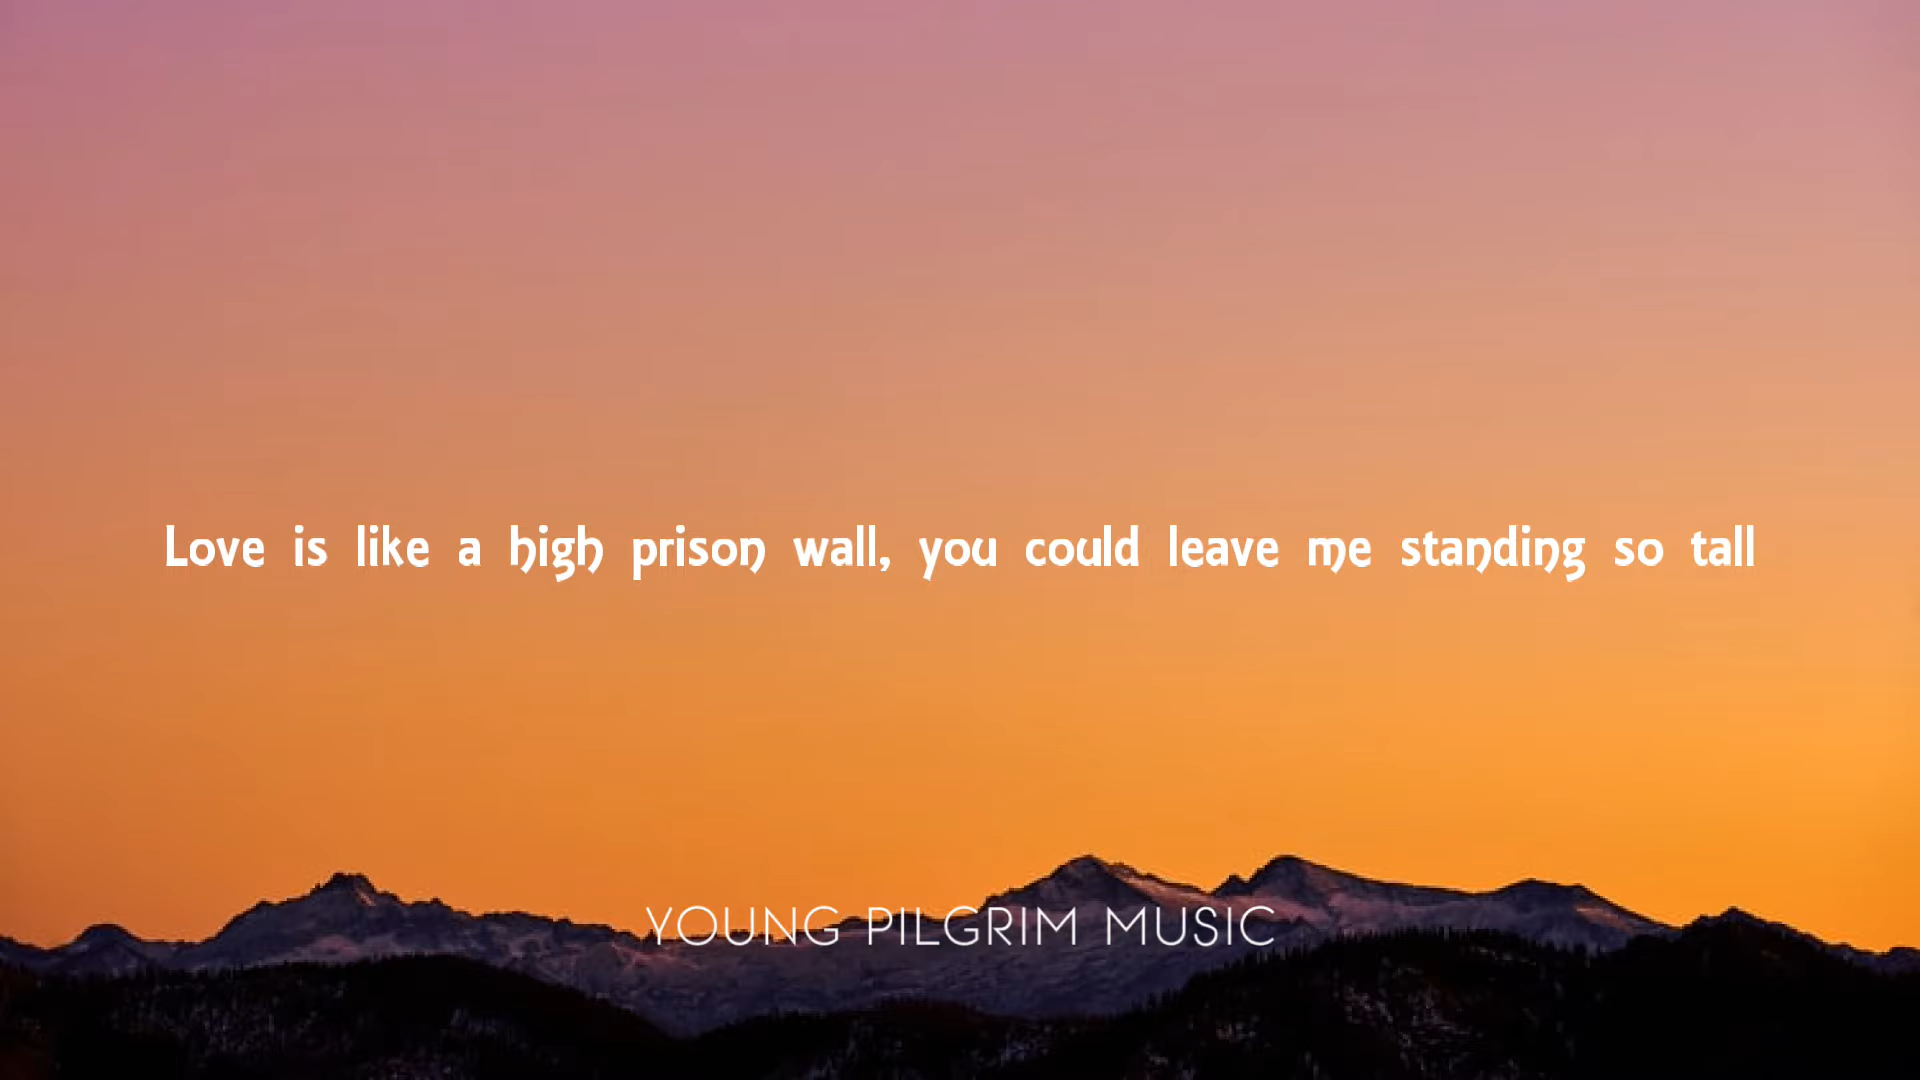 Love is like a high prison wall, you could leave me standing so tall
YOUNG PILGRIM MUSIC